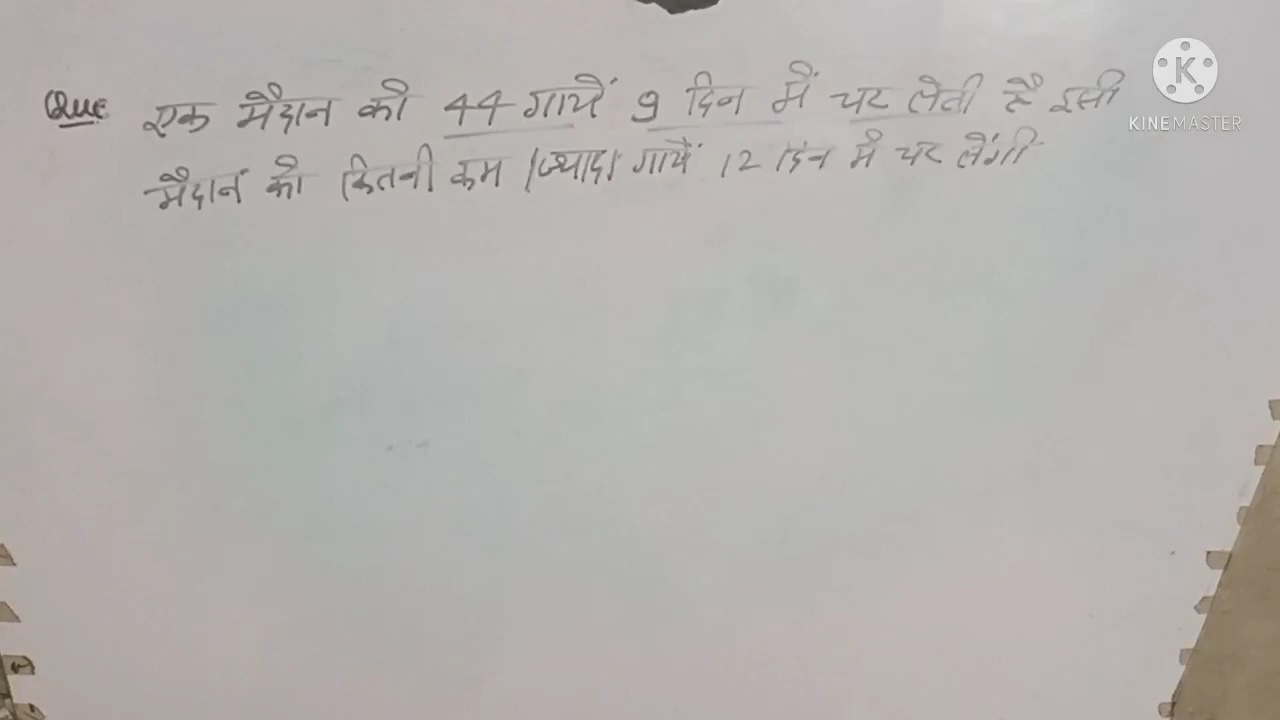 Que एक मैदान को 44 गायें 9 दिन में चर लेती है इसी
मैदान को कितनी कम/ज्यादा गायें 12 दिन में चर लेंगी
KINEMASTER